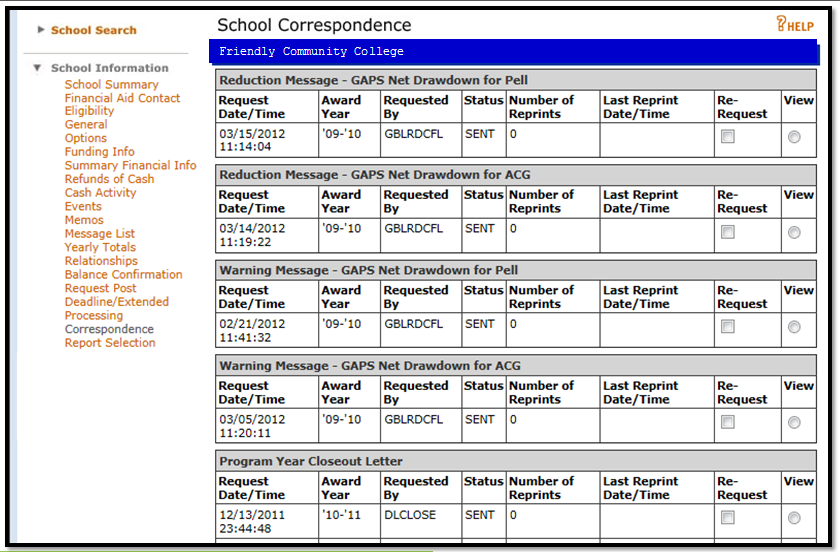 School Search
School Information
School Summary
Financial Aid Contact
Eligibility
General
Options
Funding Info
Summary Financial Info
Refunds of Cash
Cash Activity
Events
Memos
Message List
Yearly Totals
Relationships
Balance Confirmation
Request Post
Deadline/Extended
Processing
Correspondence
Report Selection
School Correspondence
? HELP
Friendly Community College
Reduction Message - GAPS Net Drawdown for Pell
Request Award Requested Status Number of Last Reprint Re- View
Date/Time Year By Reprints Date/Time Request
03/15/2012 '09-'10 GBLRDCFL SENT 0
11:14:04
Reduction Message - GAPS Net Drawdown for ACG
Request Award Requested Status Number of Last Reprint Re- View
Date/Time Year By Reprints Date/Time Request
03/14/2012 '09-'10 GBLRDCFL SENT 0
11:19:22
Warning Message - GAPS Net Drawdown for Pell
Request Award Requested Status Number of Last Reprint Re- View
Date/Time Year By Reprints Date/Time Request
02/21/2012 '09-'10 GBLRDCFL SENT 0
11:41:32
Warning Message - GAPS Net Drawdown for ACG
Request Award Requested Status Number of Last Reprint Re- View
Date/Time Year By Reprints Date/Time Request
03/05/2012 '09-'10 GBLRDCFL SENT 0
11:20:11
Program Year Closeout Letter
Request Award Requested Status Number of Last Reprint Re- View
Date/Time Year By Reprints Date/Time Request
12/13/2011 '10-'11 DLCLOSE SENT 0
23:44:48